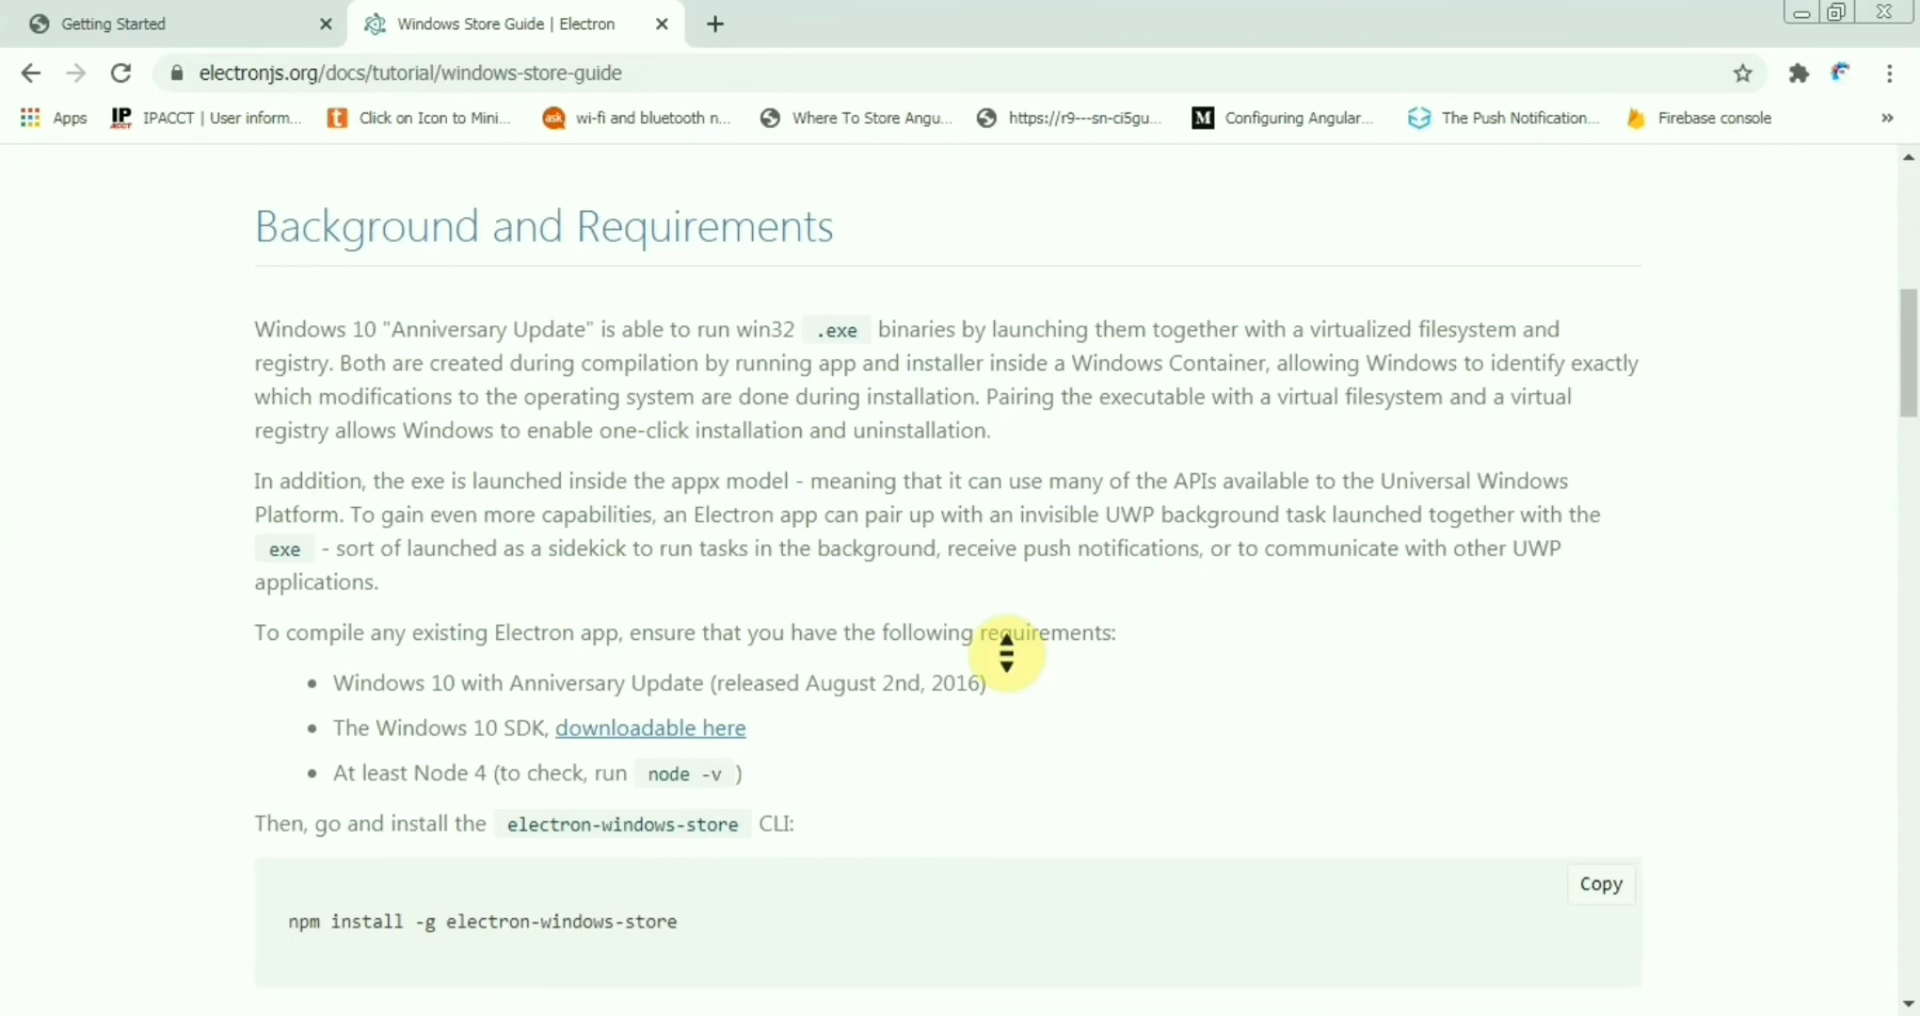 Getting Started
Windows Store Guide | Electron
electronjs.org/docs/tutorial/windows-store-guide
Apps
IP ACCT IPACCT | User inform...
t Click on Icon to Mini...
ask wi-fi and bluetooth n...
Where To Store Angu...
https://r9---sn-ci5gu...
M Configuring Angular...
The Push Notification...
Firebase console
»
Background and Requirements
Windows 10 "Anniversary Update" is able to run win32 .exe binaries by launching them together with a virtualized filesystem and
registry. Both are created during compilation by running app and installer inside a Windows Container, allowing Windows to identify exactly
which modifications to the operating system are done during installation. Pairing the executable with a virtual filesystem and a virtual
registry allows Windows to enable one-click installation and uninstallation.
In addition, the exe is launched inside the appx model - meaning that it can use many of the APIs available to the Universal Windows
Platform. To gain even more capabilities, an Electron app can pair up with an invisible UWP background task launched together with the
exe - sort of launched as a sidekick to run tasks in the background, receive push notifications, or to communicate with other UWP
applications.
To compile any existing Electron app, ensure that you have the following requirements:
• Windows 10 with Anniversary Update (released August 2nd, 2016)
• The Windows 10 SDK, downloadable here
• At least Node 4 (to check, run node -v )
Then, go and install the electron-windows-store CLI:
Copy
npm install -g electron-windows-store